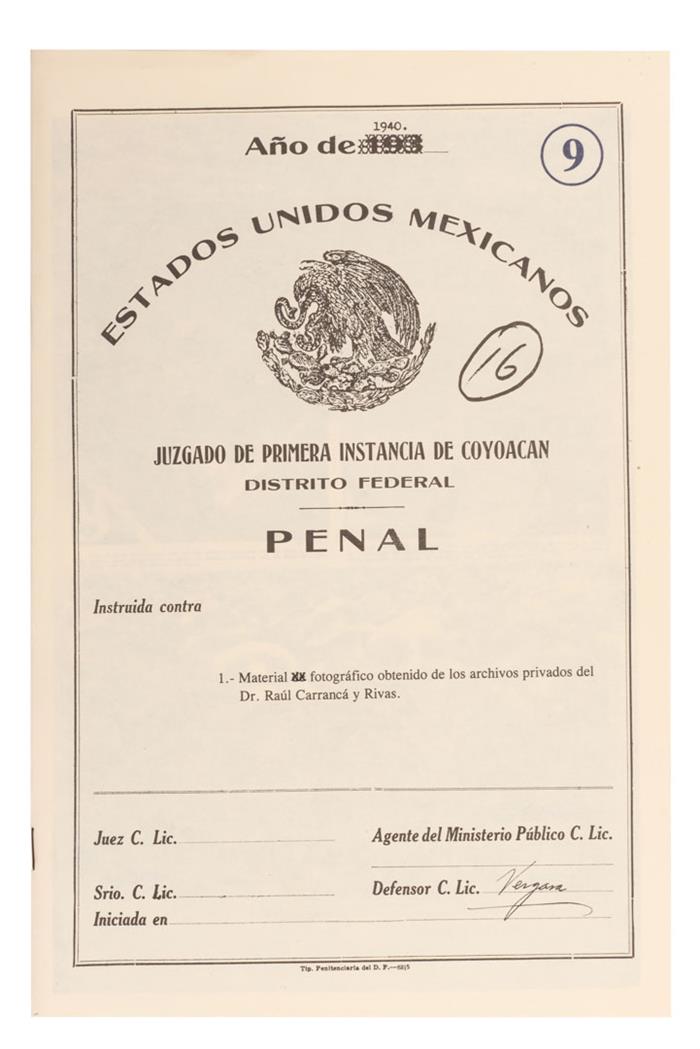 1940.
Año de 193
9
ESTADOS UNIDOS MEXICANOS
16
JUZGADO DE PRIMERA INSTANCIA DE COYOACAN
DISTRITO FEDERAL
PENAL
Instruida contra
1.- Material fotográfico obtenido de los archivos privados del
Dr. Raúl Carrancá y Rivas.
Juez C. Lic.
Agente del Ministerio Público C. Lic.
Srio. C. Lic.
Defensor C. Lic. Vergara
Iniciada en
Tip. Penitenciaría del D. F.—